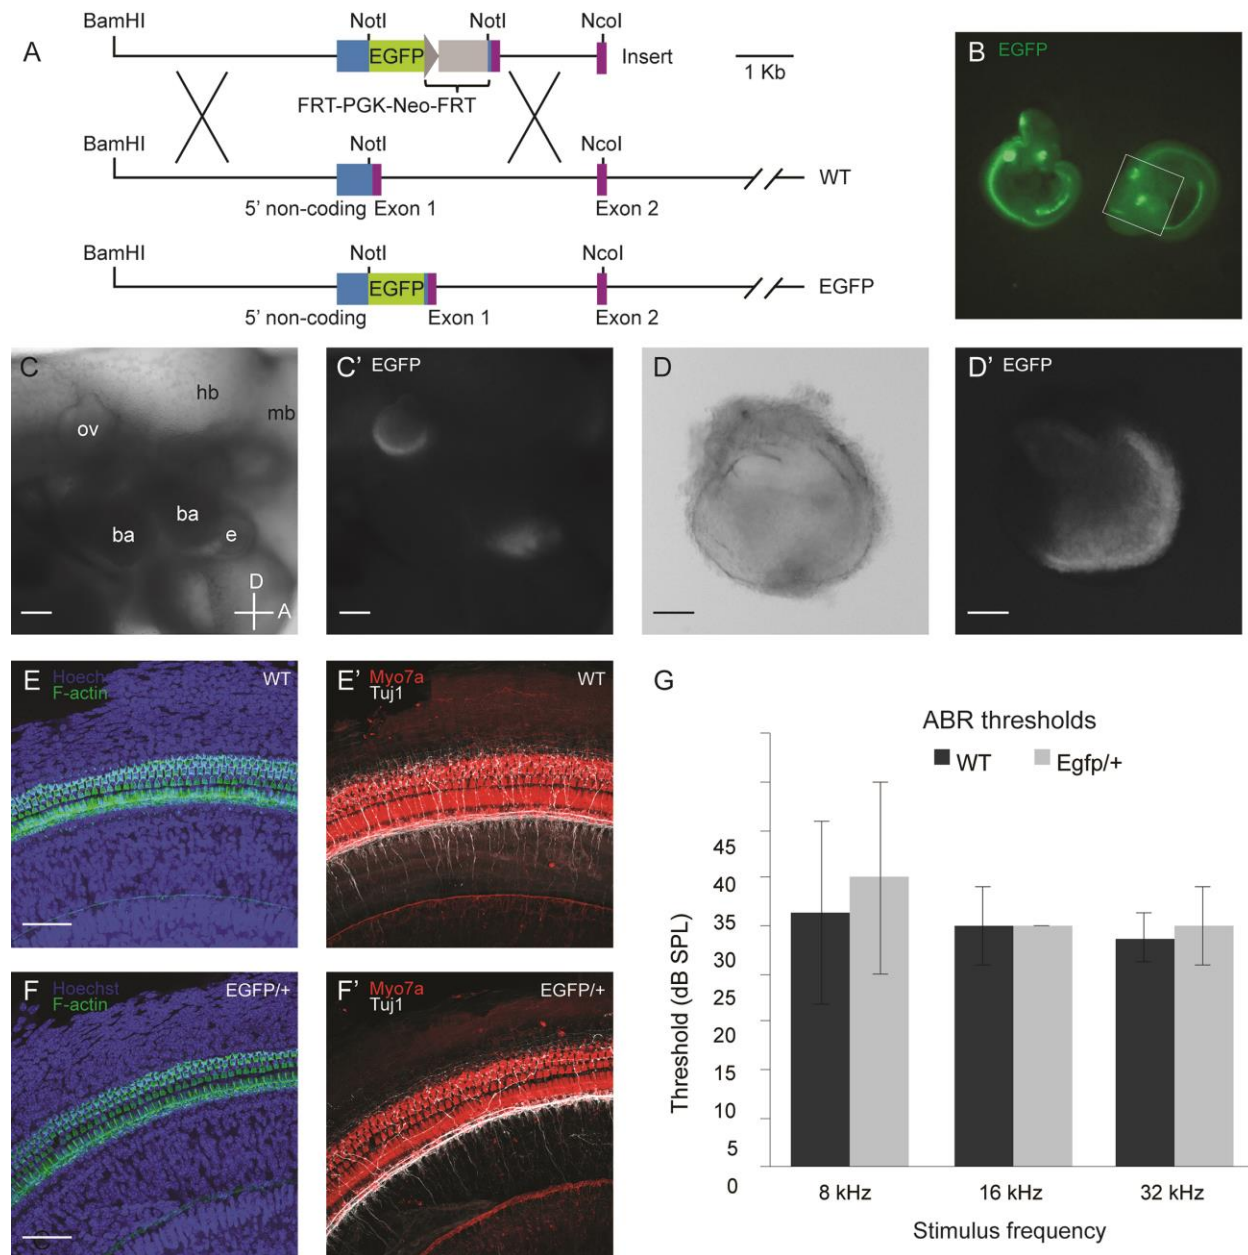 A
BamHI NotI NotI NcoI
EGFP Insert
1 Kb
FRT-PGK-Neo-FRT
BamHI NotI NcoI
WT
5' non-coding Exon 1 Exon 2
BamHI NotI NcoI
EGFP EGFP
5' non-coding Exon 1 Exon 2
B EGFP
C
hb
mb
ov
ba
ba
e
D
A
C' EGFP
D
D' EGFP
E Hoechst WT
F-actin
E' Myo7a WT
Tuj1
F Hoechst EGFP/+
F-actin
F' Myo7a EGFP/+
Tuj1
G
ABR thresholds
WT Egfp/+
Threshold (dB SPL)
45
40
35
30
25
20
15
10
5
0
8 kHz 16 kHz 32 kHz
Stimulus frequency